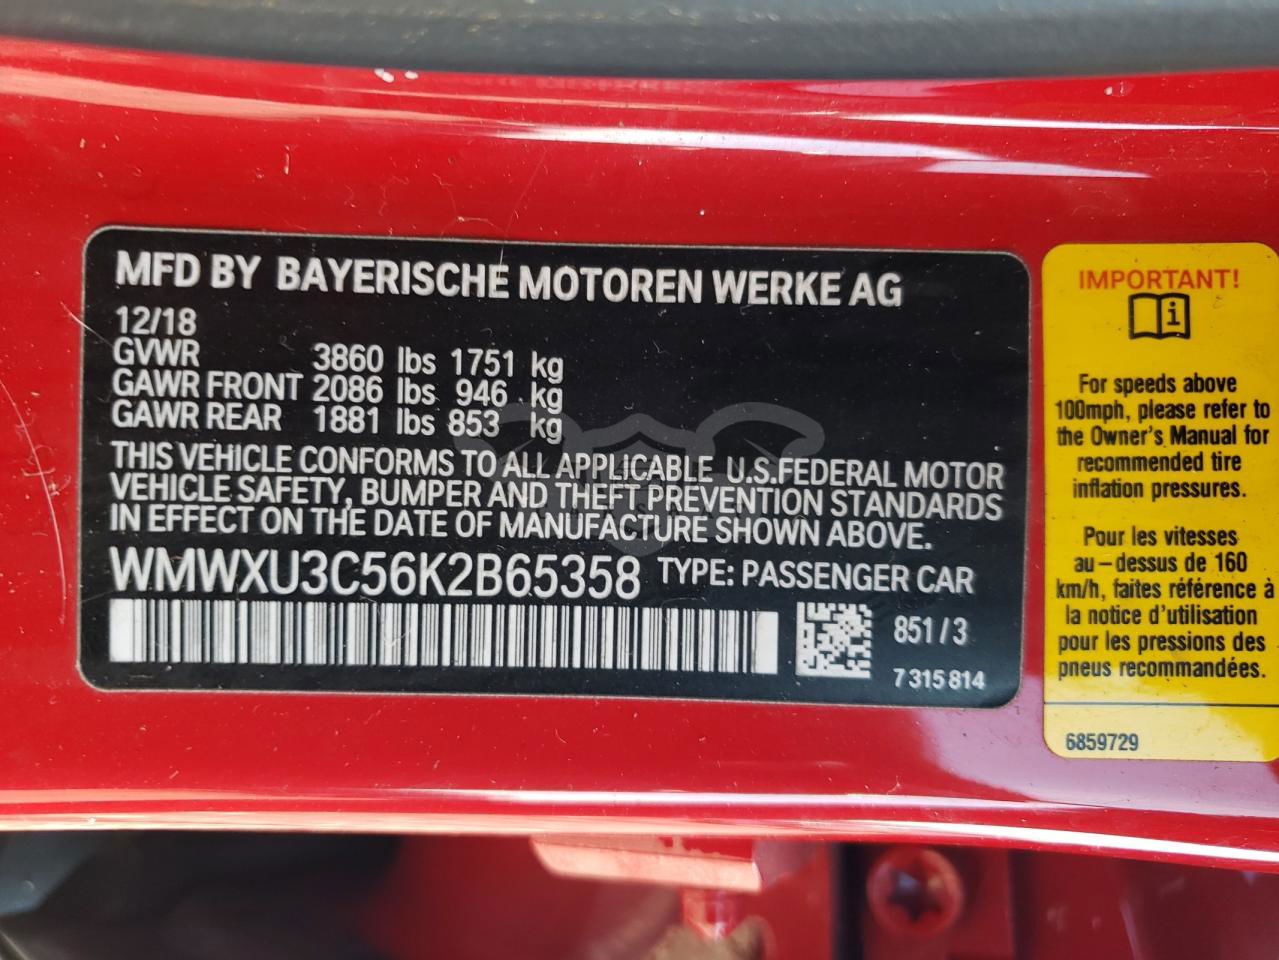 MFD BY BAYERISCHE MOTOREN WERKE AG
12/18
GVWR 3860 lbs 1751 kg
GAWR FRONT 2086 lbs 946 kg
GAWR REAR 1881 lbs 853 kg
THIS VEHICLE CONFORMS TO ALL APPLICABLE U.S.FEDERAL MOTOR
VEHICLE SAFETY, BUMPER AND THEFT PREVENTION STANDARDS
IN EFFECT ON THE DATE OF MANUFACTURE SHOWN ABOVE.
WMWXU3C56K2B65358 TYPE: PASSENGER CAR
851/3
7 315 814
IMPORTANT!
i
For speeds above
100mph, please refer to
the Owner's Manual for
recommended tire
inflation pressures.
Pour les vitesses
au-dessus de 160
km/h, faites référence à
la notice d'utilisation
pour les pressions des
pneus recommandées.
6859729